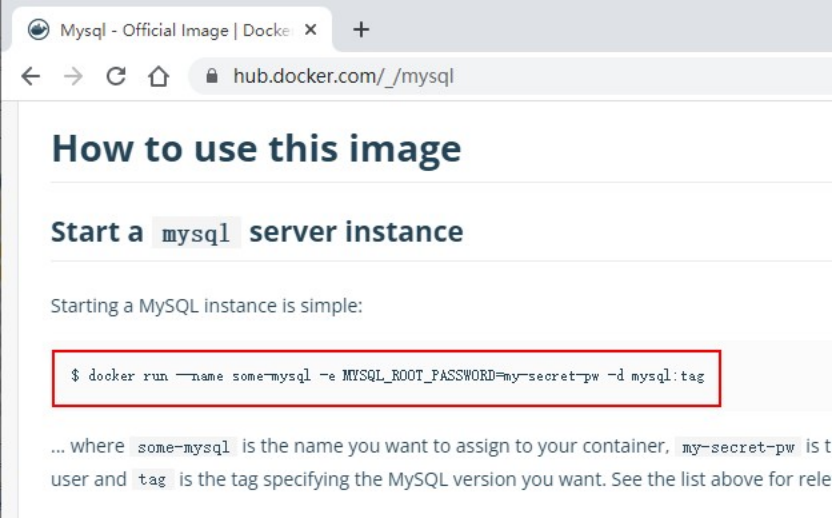 Mysql - Official Image | Docke
hub.docker.com/_/mysql
How to use this image
Start a mysql server instance
Starting a MySQL instance is simple:
$ docker run --name some-mysql -e MYSQL_ROOT_PASSWORD=my-secret-pw -d mysql:tag
... where some-mysql is the name you want to assign to your container, my-secret-pw is t
user and tag is the tag specifying the MySQL version you want. See the list above for rele